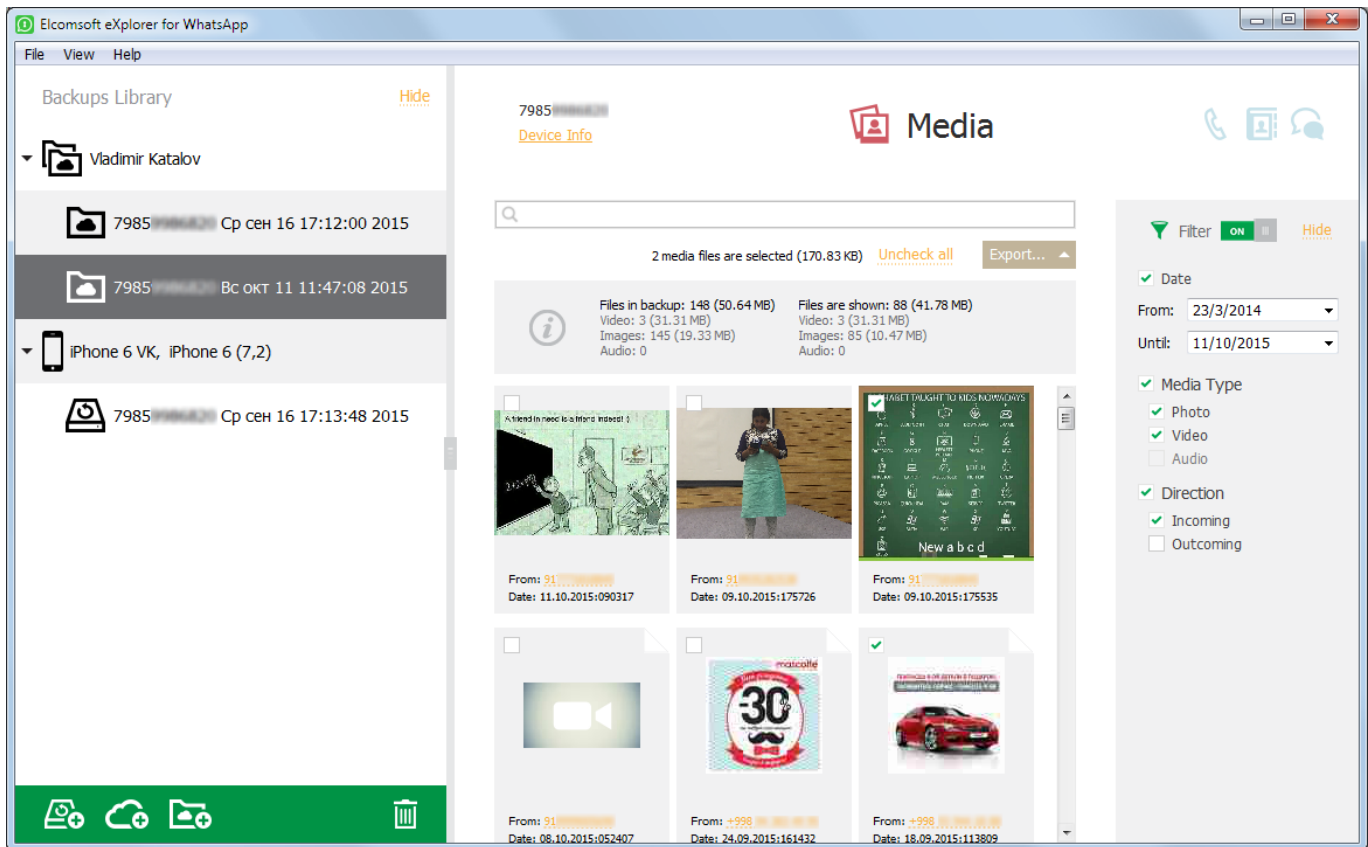 Elcomsoft eXplorer for WhatsApp
File View Help
Backups Library
Hide
Vladimir Katalov
7985 Ср сен 16 17:12:00 2015
7985 Вс окт 11 11:47:08 2015
iPhone 6 VK, iPhone 6 (7,2)
7985 Ср сен 16 17:13:48 2015
7985
Device Info
Media
2 media files are selected (170.83 KB)
Uncheck all
Export...
Files in backup: 148 (50.64 MB)
Video: 3 (31.31 MB)
Images: 145 (19.33 MB)
Audio: 0
Files are shown: 88 (41.78 MB)
Video: 3 (31.31 MB)
Images: 85 (10.47 MB)
Audio: 0
A friend in need is a friend indeed! :)
From: 91
Date: 11.10.2015:090317
From: 91
Date: 09.10.2015:175726
HABET TAUGHT TO KIDS NOWADAYS
New a b c d
From: 91
Date: 09.10.2015:175535
From: 91
Date: 08.10.2015:052407
mascotte
-30
From: +998
Date: 24.09.2015:161432
From: +998
Date: 18.09.2015:113809
Filter ON
Hide
Date
From: 23/3/2014
Until: 11/10/2015
Media Type
Photo
Video
Audio
Direction
Incoming
Outcoming